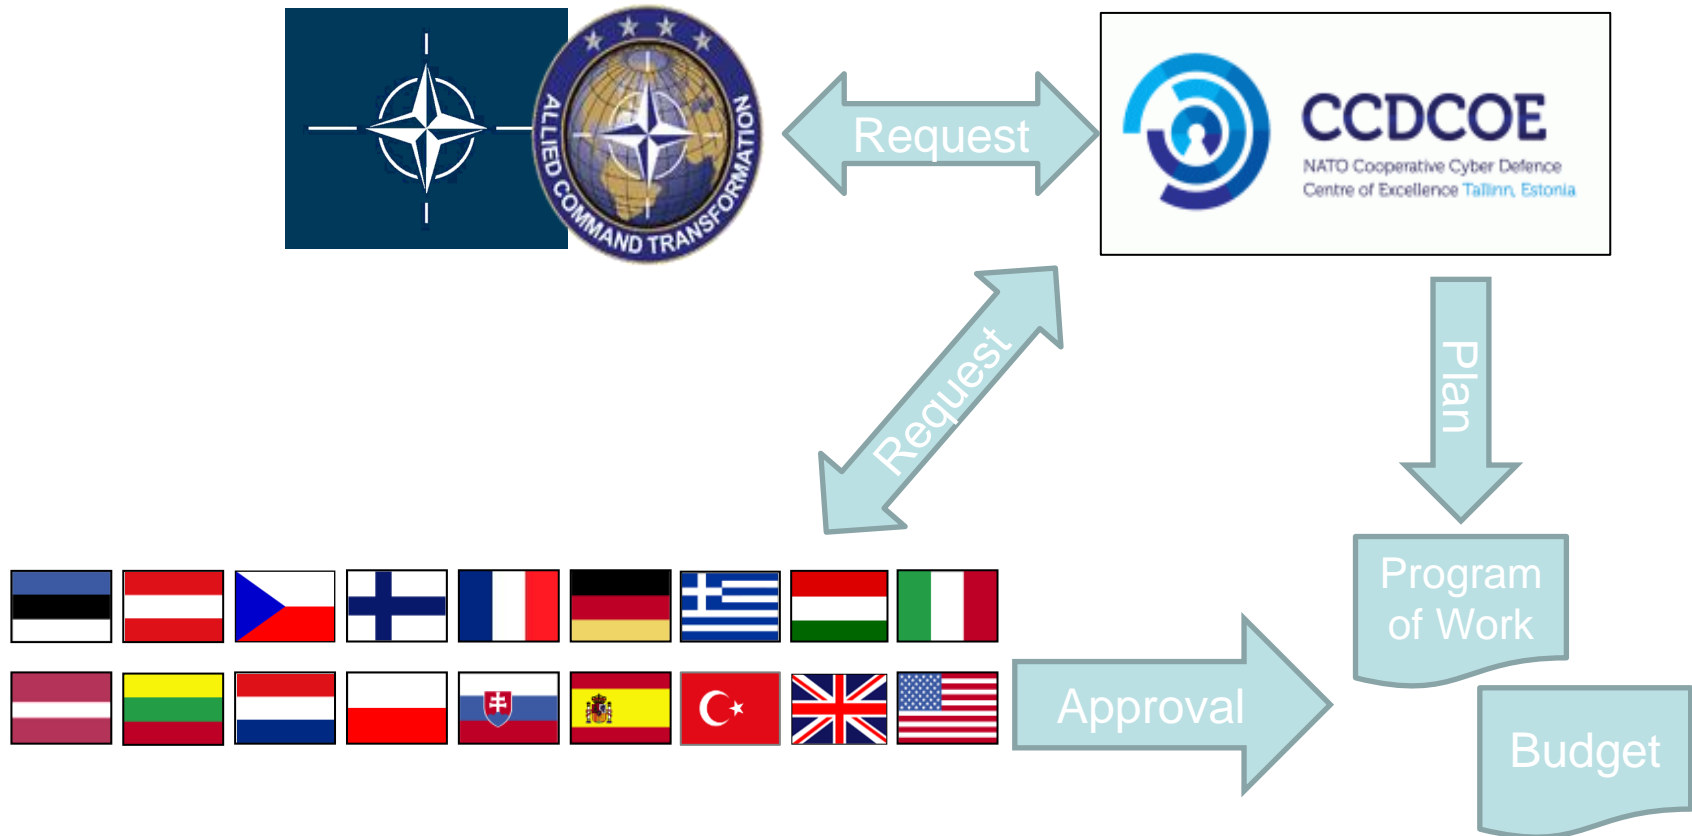 ALLIED COMMAND TRANSFORMATION
Request
CCDCOE
NATO Cooperative Cyber Defence
Centre of Excellence Tallinn, Estonia
Request
Plan
Program
of Work
Approval
Budget